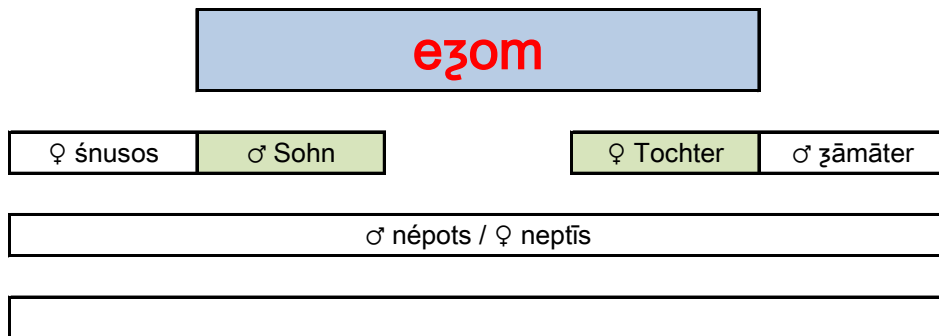 eʒom
♀ śnusos ♂ Sohn ♀ Tochter ♂ ʒāmāter
♂ népots / ♀ neptīs